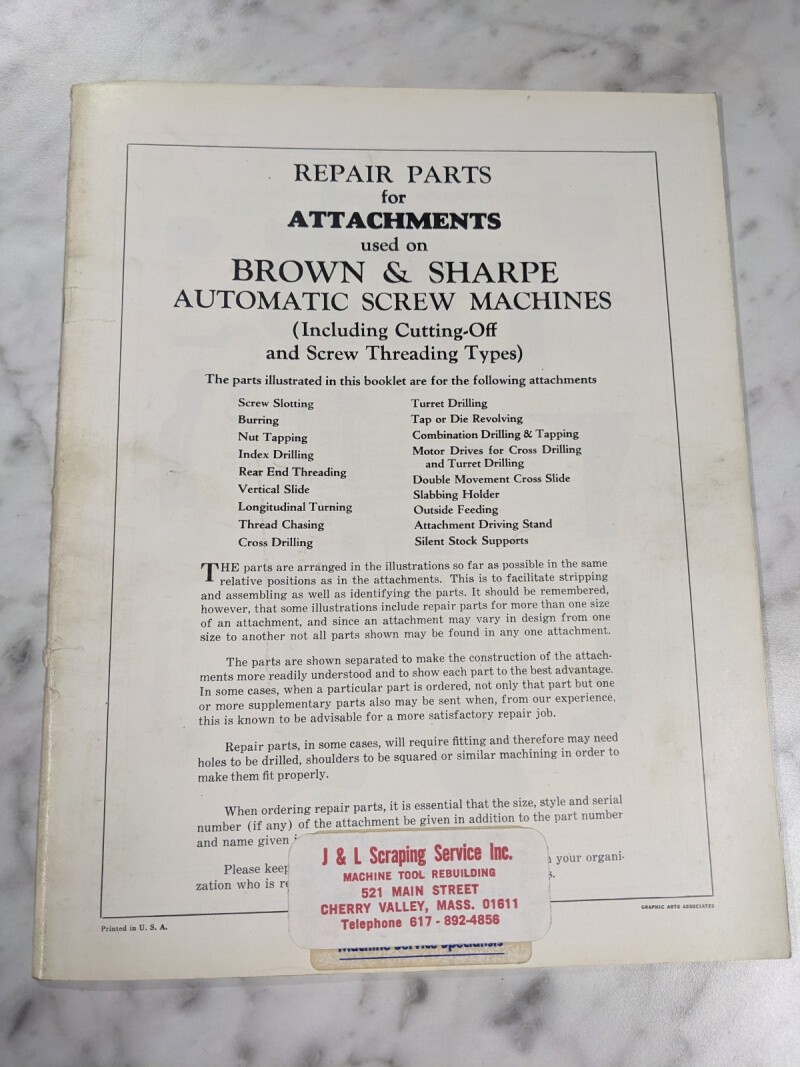 REPAIR PARTS
for
ATTACHMENTS
used on
BROWN & SHARPE
AUTOMATIC SCREW MACHINES
(Including Cutting-Off
and Screw Threading Types)
The parts illustrated in this booklet are for the following attachments
Screw Slotting
Burring
Nut Tapping
Index Drilling
Rear End Threading
Vertical Slide
Longitudinal Turning
Thread Chasing
Cross Drilling
Turret Drilling
Tap or Die Revolving
Combination Drilling & Tapping
Motor Drives for Cross Drilling
and Turret Drilling
Double Movement Cross Slide
Slabbing Holder
Outside Feeding
Attachment Driving Stand
Silent Stock Supports
THE parts are arranged in the illustrations so far as possible in the same
relative positions as in the attachments. This is to facilitate stripping
and assembling as well as identifying the parts. It should be remembered,
however, that some illustrations include repair parts for more than one size
of an attachment, and since an attachment may vary in design from one
size to another not all parts shown may be found in any one attachment.
The parts are shown separated to make the construction of the attach-
ments more readily understood and to show each part to the best advantage.
In some cases, when a particular part is ordered, not only that part but one
or more supplementary parts also may be sent when, from our experience,
this is known to be advisable for a more satisfactory repair job.
Repair parts, in some cases, will require fitting and therefore may need
holes to be drilled, shoulders to be squared or similar machining in order to
make them fit properly.
When ordering repair parts, it is essential that the size, style and serial
number (if any) of the attachment be given in addition to the part number
and name given
Please keep your organi-
zation who is
J & L Scraping Service Inc.
MACHINE TOOL REBUILDING
521 MAIN STREET
CHERRY VALLEY, MASS. 01611
Telephone 617 - 892-4856
Machine Service Specialists
Printed in U. S. A.
GRAPHIC ARTS ASSOCIATES